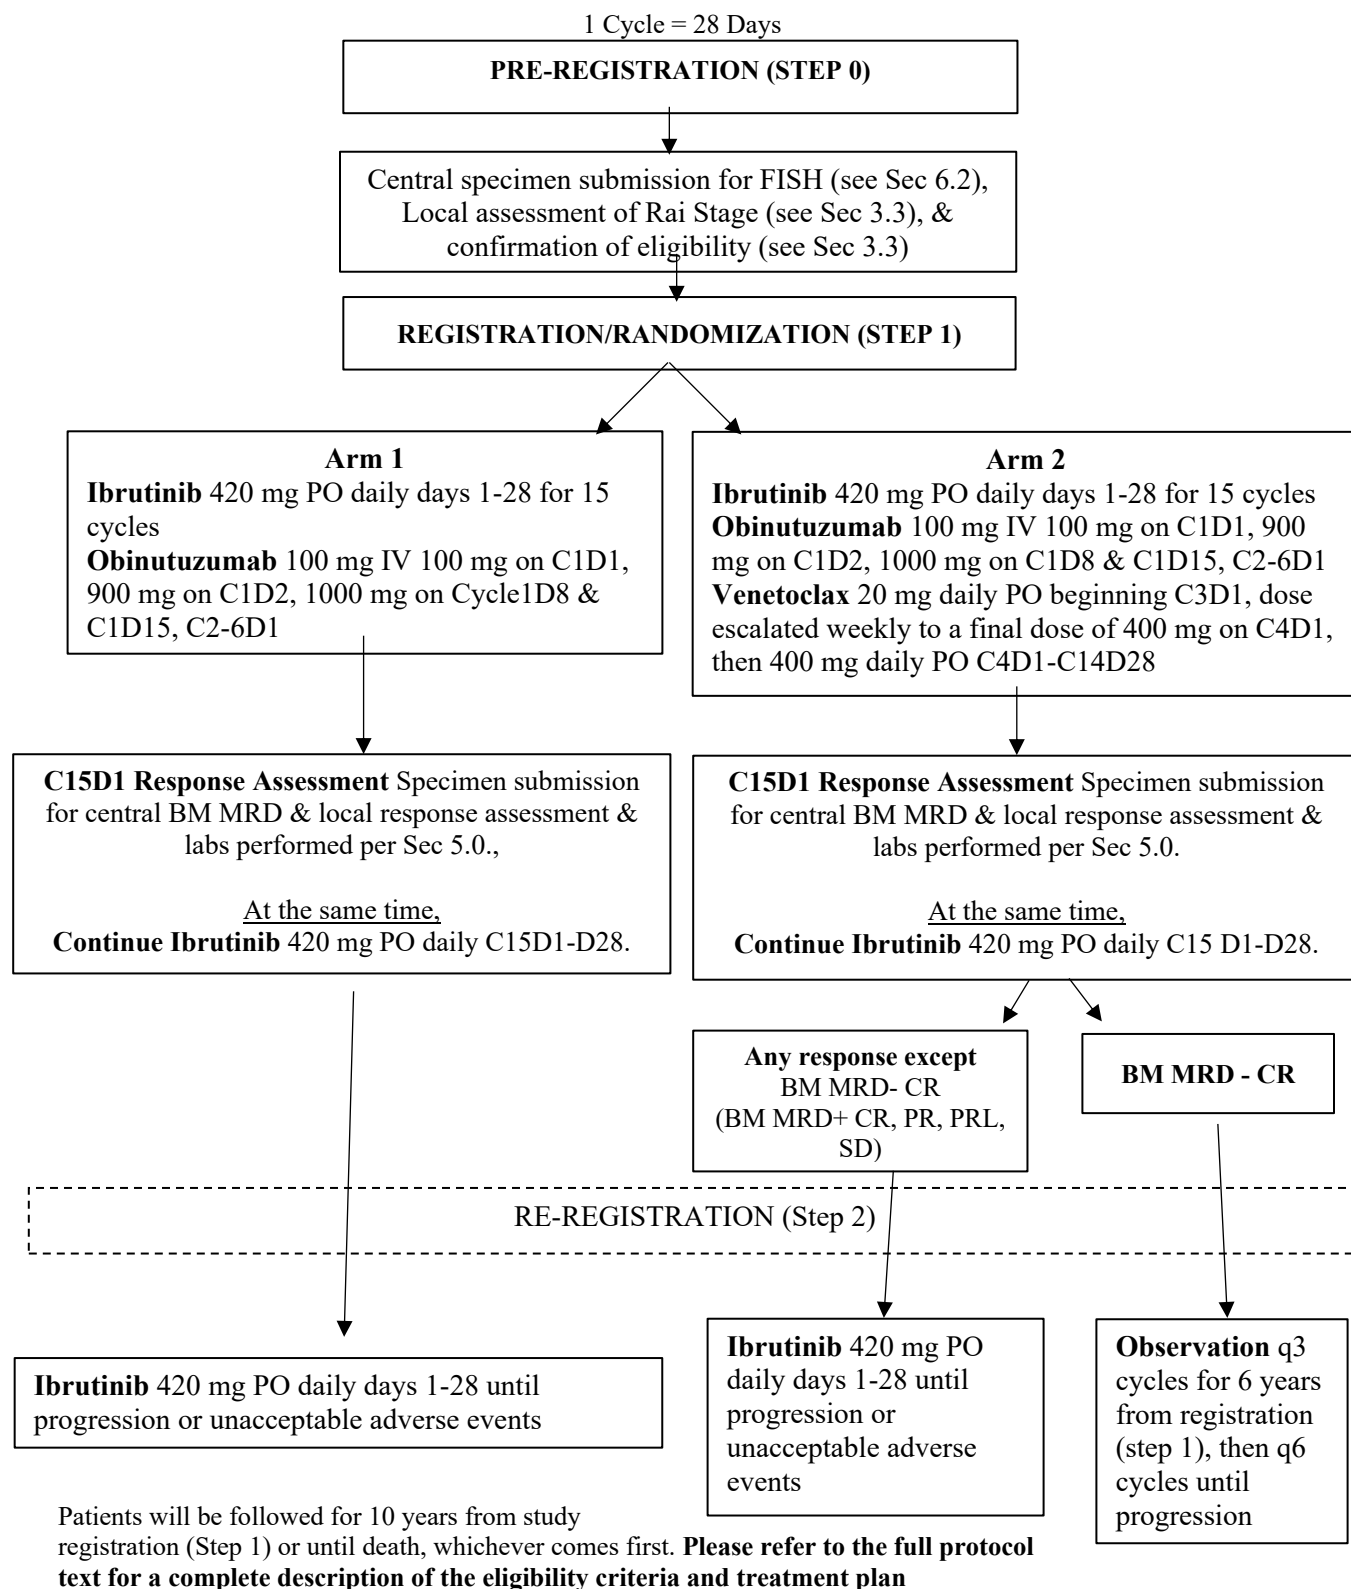 1 Cycle = 28 Days
PRE-REGISTRATION (STEP 0)
Central specimen submission for FISH (see Sec 6.2),
Local assessment of Rai Stage (see Sec 3.3), &
confirmation of eligibility (see Sec 3.3)
REGISTRATION/RANDOMIZATION (STEP 1)
Arm 1
Ibrutinib 420 mg PO daily days 1-28 for 15
cycles
Obinutuzumab 100 mg IV 100 mg on C1D1,
900 mg on C1D2, 1000 mg on Cycle1D8 &
C1D15, C2-6D1
Arm 2
Ibrutinib 420 mg PO daily days 1-28 for 15 cycles
Obinutuzumab 100 mg IV 100 mg on C1D1, 900
mg on C1D2, 1000 mg on C1D8 & C1D15, C2-6D1
Venetoclax 20 mg daily PO beginning C3D1, dose
escalated weekly to a final dose of 400 mg on C4D1,
then 400 mg daily PO C4D1-C14D28
C15D1 Response Assessment Specimen submission
for central BM MRD & local response assessment &
labs performed per Sec 5.0.,
At the same time,
Continue Ibrutinib 420 mg PO daily C15D1-D28.
C15D1 Response Assessment Specimen submission
for central BM MRD & local response assessment &
labs performed per Sec 5.0.
At the same time,
Continue Ibrutinib 420 mg PO daily C15 D1-D28.
Any response except
BM MRD- CR
(BM MRD+ CR, PR, PRL,
SD)
BM MRD - CR
RE-REGISTRATION (Step 2)
Ibrutinib 420 mg PO daily days 1-28 until
progression or unacceptable adverse events
Ibrutinib 420 mg PO
daily days 1-28 until
progression or
unacceptable adverse
events
Observation q3
cycles for 6 years
from registration
(step 1), then q6
cycles until
progression
Patients will be followed for 10 years from study
registration (Step 1) or until death, whichever comes first. Please refer to the full protocol
text for a complete description of the eligibility criteria and treatment plan